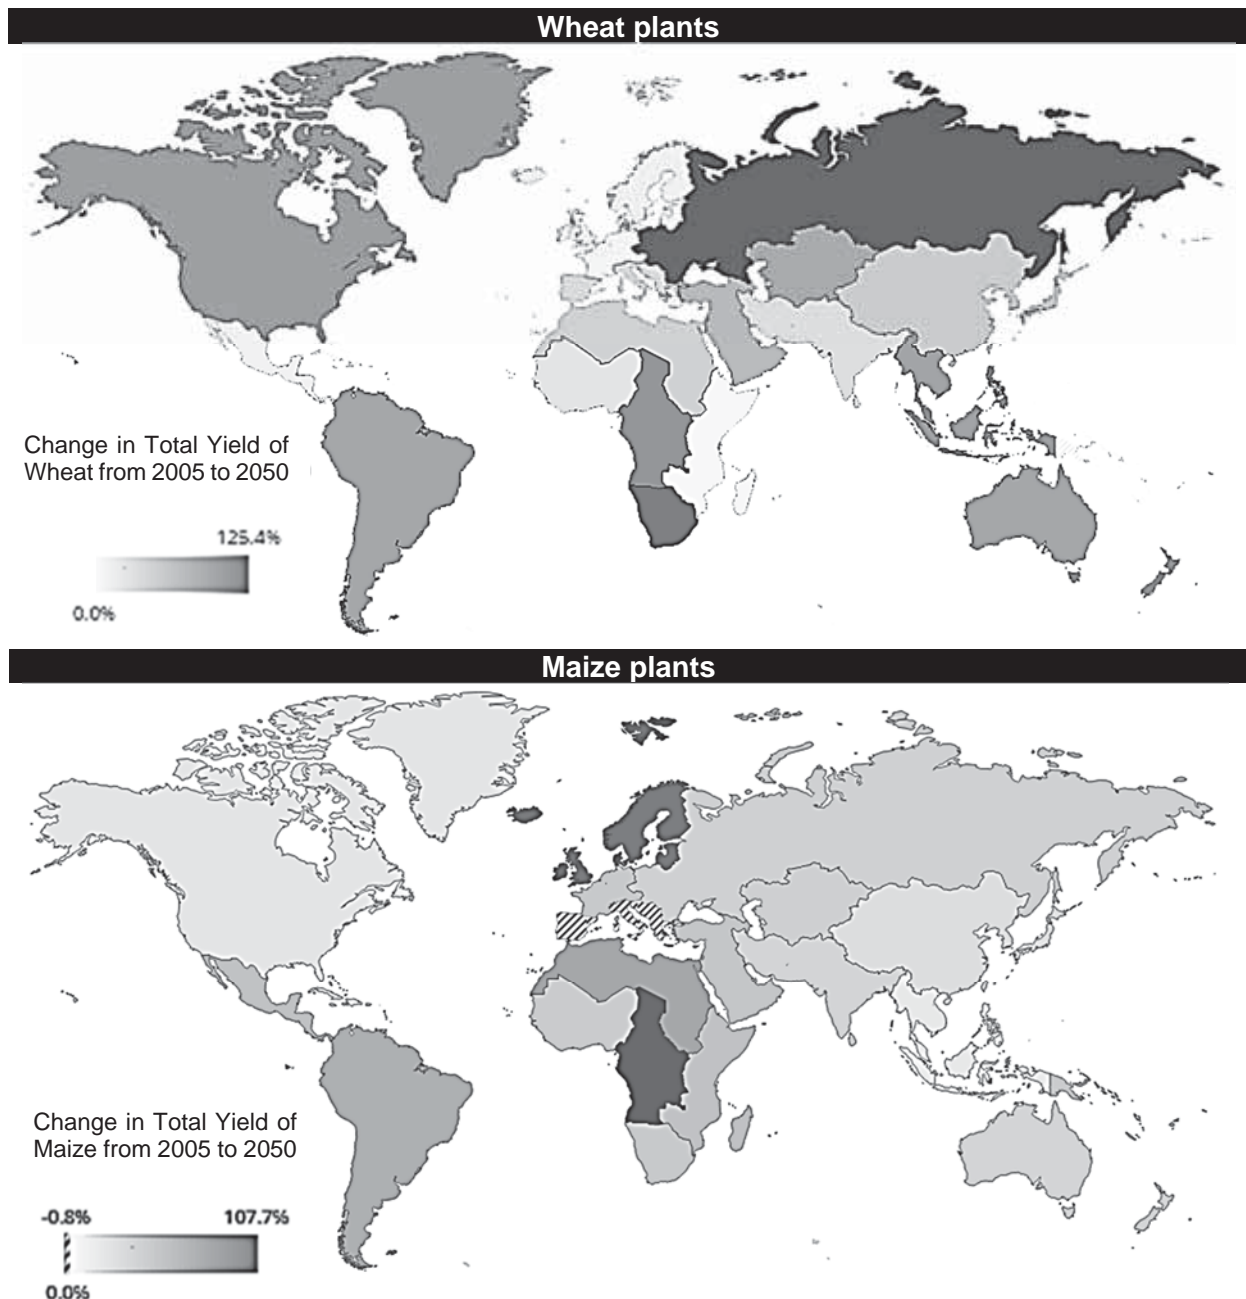 Wheat plants
Change in Total Yield of
Wheat from 2005 to 2050
125.4%
0.0%
Maize plants
Change in Total Yield of
Maize from 2005 to 2050
-0.8% 107.7%
0.0%